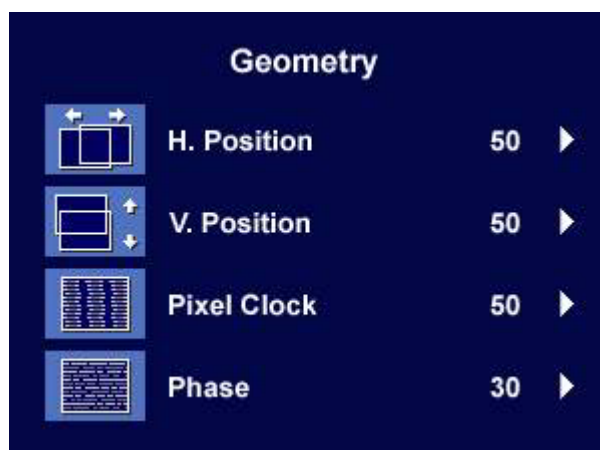 Geometry
H. Position 50
V. Position 50
Pixel Clock 50
Phase 30